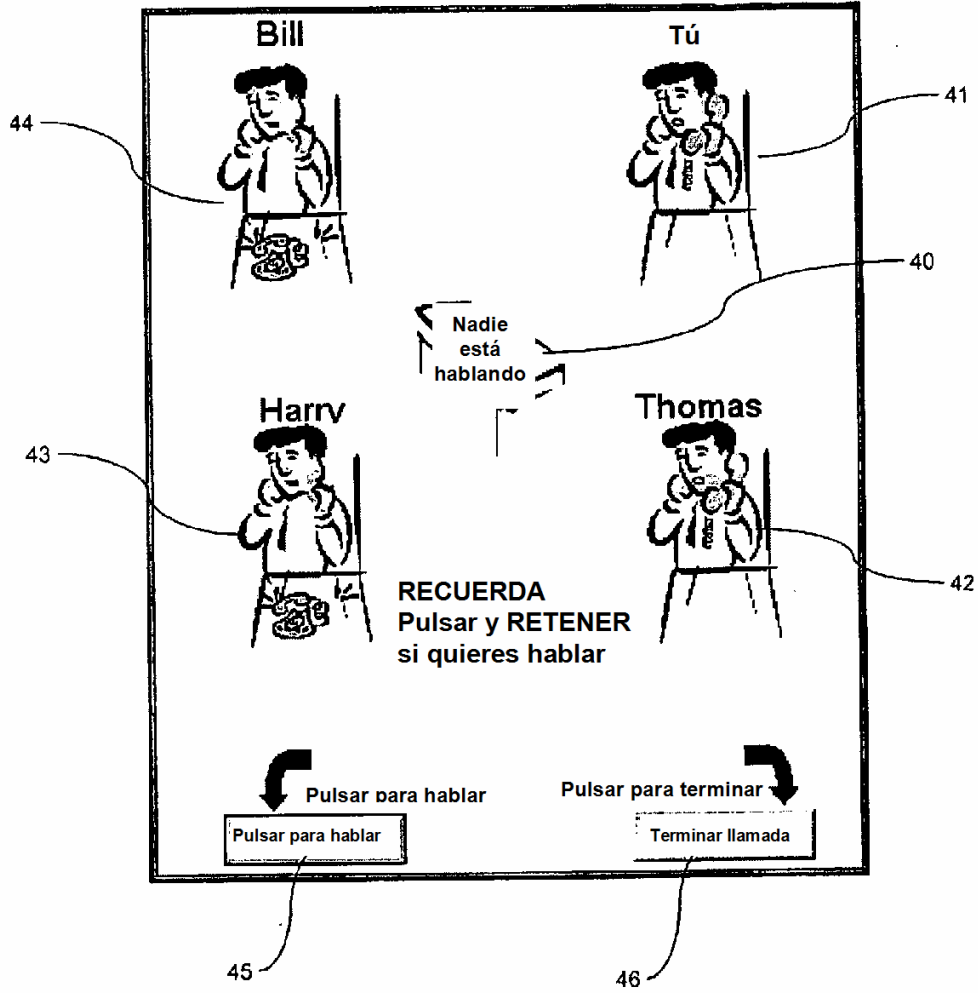 Bill
Tú
44
41
40
Nadie
está
hablando
Harry
Thomas
43
42
RECUERDA
Pulsar y RETENER
si quieres hablar
Pulsar para hablar
Pulsar para terminar
Pulsar para hablar
Terminar llamada
45
46